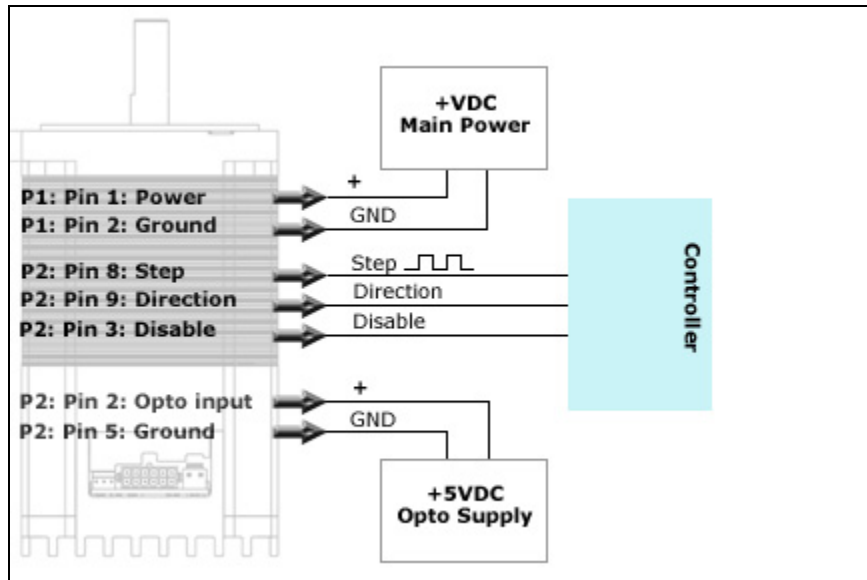 +VDC
Main Power
P1: Pin 1: Power
+
P1: Pin 2: Ground
GND
P2: Pin 8: Step
Step
P2: Pin 9: Direction
Direction
P2: Pin 3: Disable
Disable
Controller
P2: Pin 2: Opto input
+
P2: Pin 5: Ground
GND
+5VDC
Opto Supply